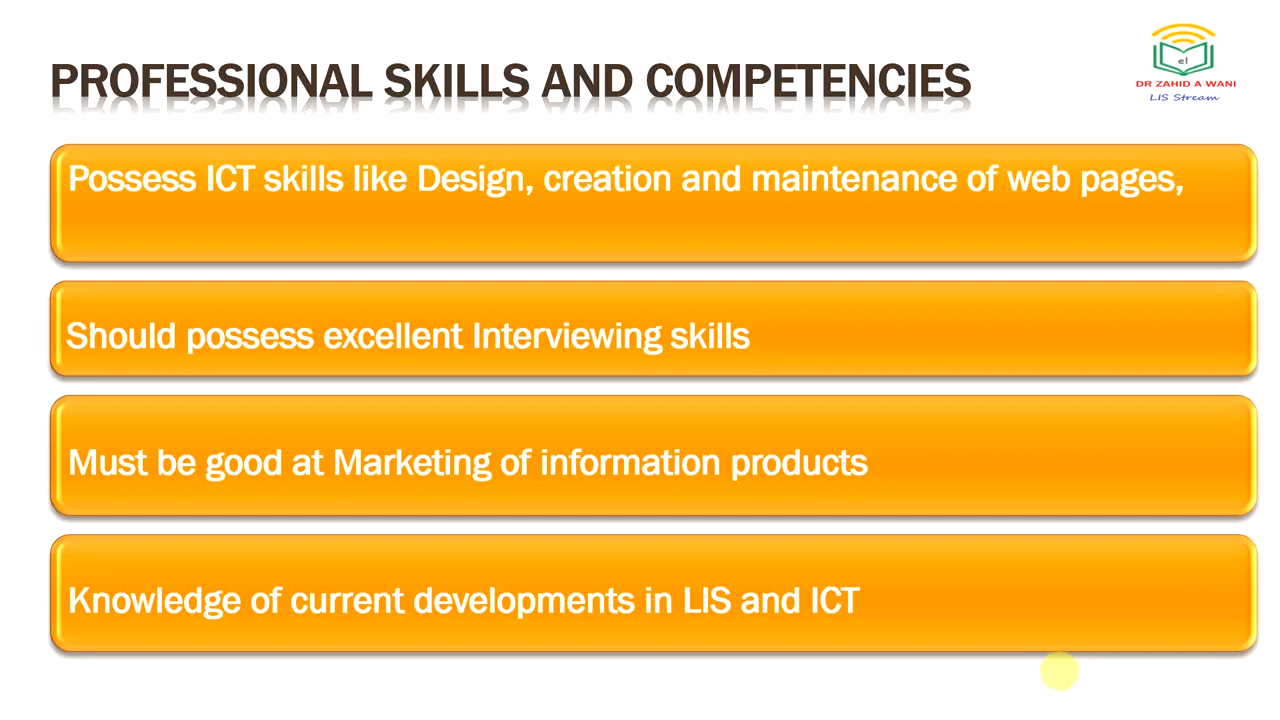 PROFESSIONAL SKILLS AND COMPETENCIES
el
DR ZAHID A WANI
LIS Stream
Possess ICT skills like Design, creation and maintenance of web pages,
Should possess excellent Interviewing skills
Must be good at Marketing of information products
Knowledge of current developments in LIS and ICT